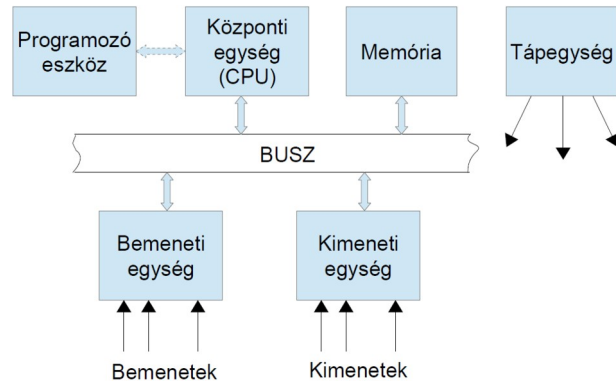 Programozó
eszköz
Központi
egység
(CPU)
Memória
Tápegység
BUSZ
Bemeneti
egység
Kimeneti
egység
Bemenetek
Kimenetek